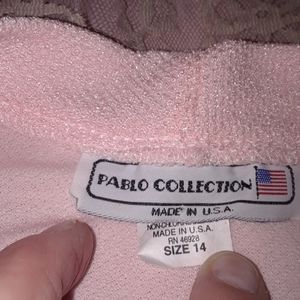 PABLO COLLECTION
MADE IN U.S.A.
MADE IN U.S.A.
RN 46928
SIZE 14